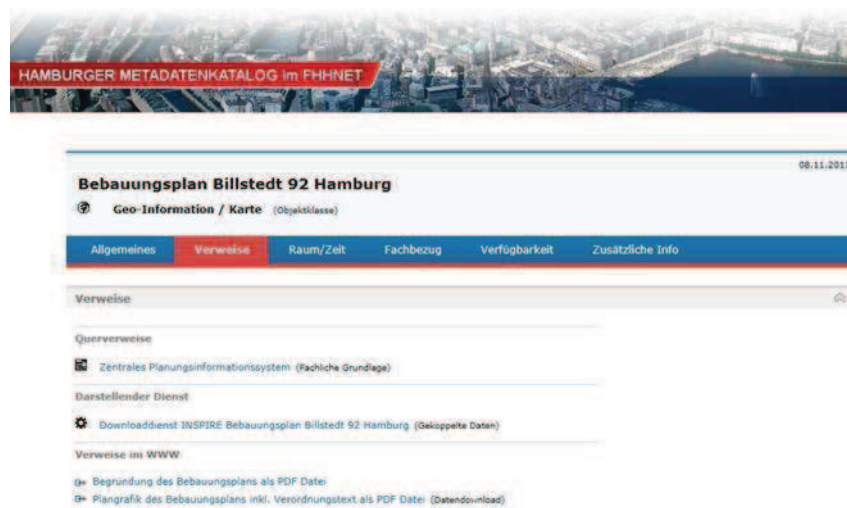 HAMBURGER METADATENKATALOG im FHHNET
08.11.201
Bebauungsplan Billstedt 92 Hamburg
Geo-Information / Karte (Objektklasse)
Allgemeines Verweise Raum/Zeit Fachbezug Verfügbarkeit Zusätzliche Info
Verweise
Querverweise
Zentrales Planungsinformationssystem (Fachliche Grundlage)
Darstellender Dienst
Downloaddienst INSPIRE Bebauungsplan Billstedt 92 Hamburg (Gekoppelte Daten)
Verweise im WWW
Begründung des Bebauungsplans als PDF Datei
Plangrafik des Bebauungsplans inkl. Verordnungstext als PDF Datei (Datendownload)